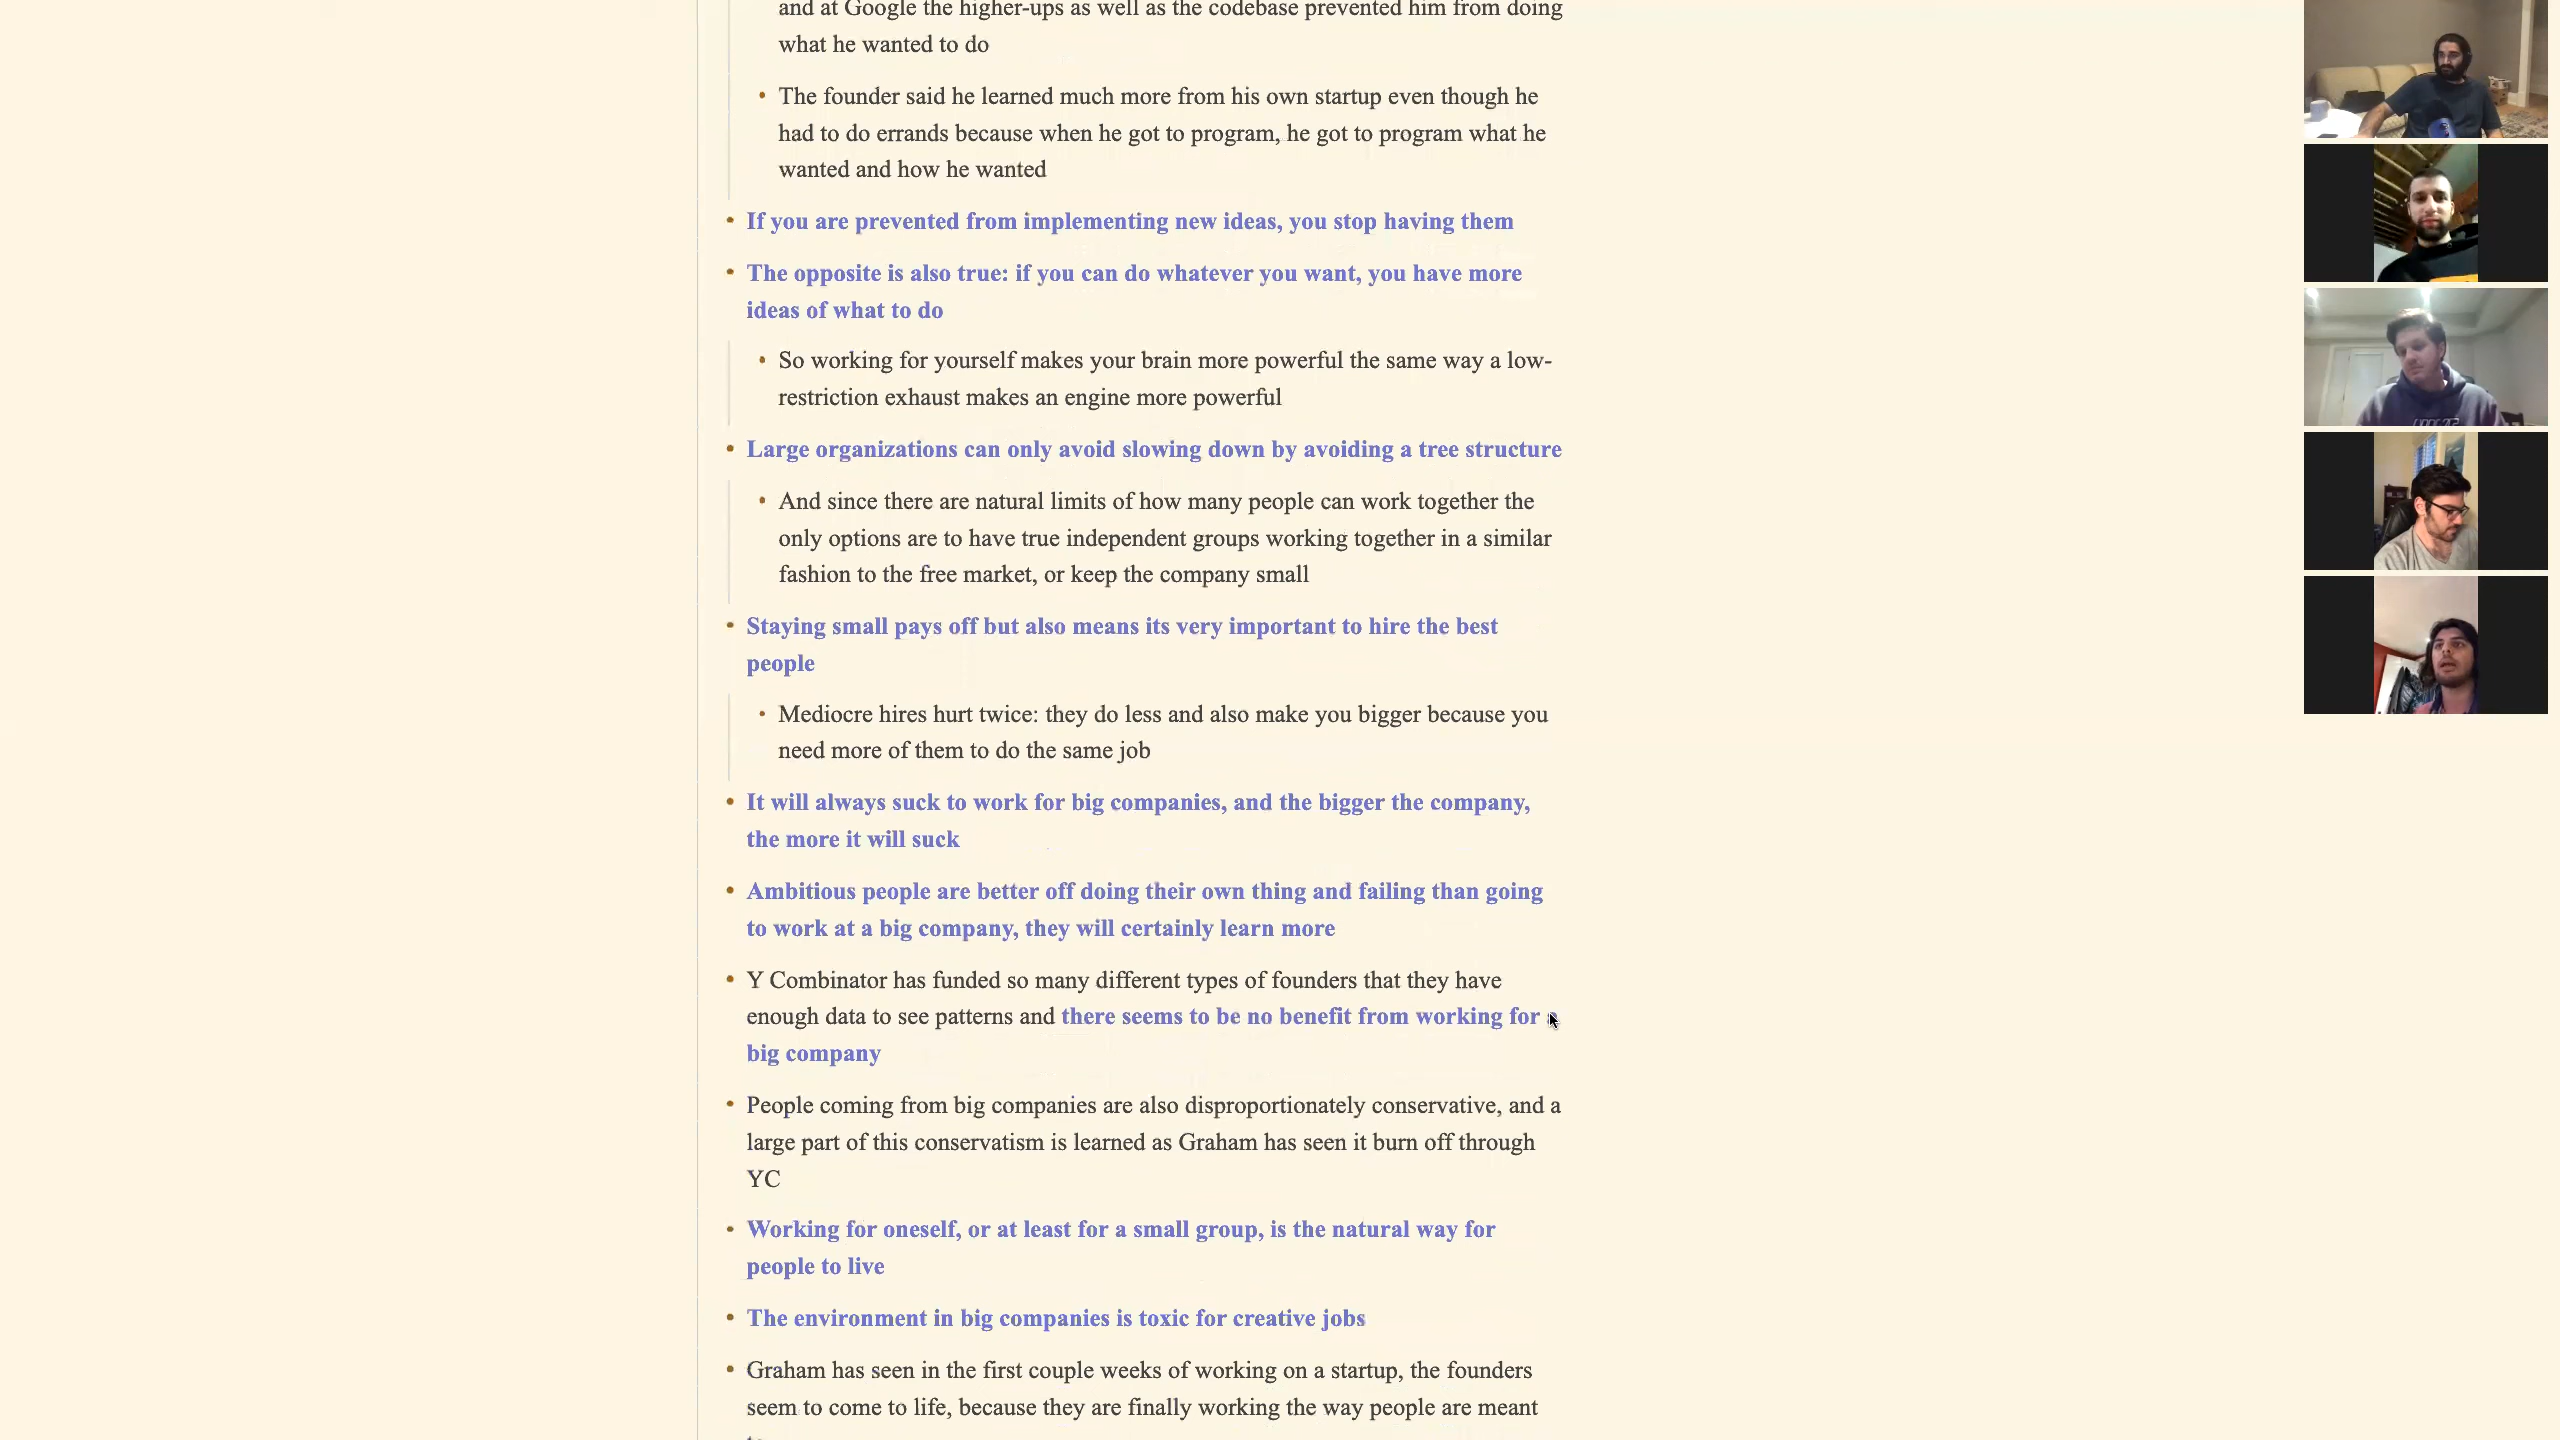 and at Google the higher-ups as well as the codebase prevented him from doing
what he wanted to do
• The founder said he learned much more from his own startup even though he
had to do errands because when he got to program, he got to program what he
wanted and how he wanted
• If you are prevented from implementing new ideas, you stop having them
• The opposite is also true: if you can do whatever you want, you have more
ideas of what to do
• So working for yourself makes your brain more powerful the same way a low-
restriction exhaust makes an engine more powerful
• Large organizations can only avoid slowing down by avoiding a tree structure
• And since there are natural limits of how many people can work together the
only options are to have true independent groups working together in a similar
fashion to the free market, or keep the company small
• Staying small pays off but also means its very important to hire the best
people
• Mediocre hires hurt twice: they do less and also make you bigger because you
need more of them to do the same job
• It will always suck to work for big companies, and the bigger the company,
the more it will suck
• Ambitious people are better off doing their own thing and failing than going
to work at a big company, they will certainly learn more
• Y Combinator has funded so many different types of founders that they have
enough data to see patterns and there seems to be no benefit from working for
big company
• People coming from big companies are also disproportionately conservative, and a
large part of this conservatism is learned as Graham has seen it burn off through
YC
• Working for oneself, or at least for a small group, is the natural way for
people to live
• The environment in big companies is toxic for creative jobs
• Graham has seen in the first couple weeks of working on a startup, the founders
seem to come to life, because they are finally working the way people are meant